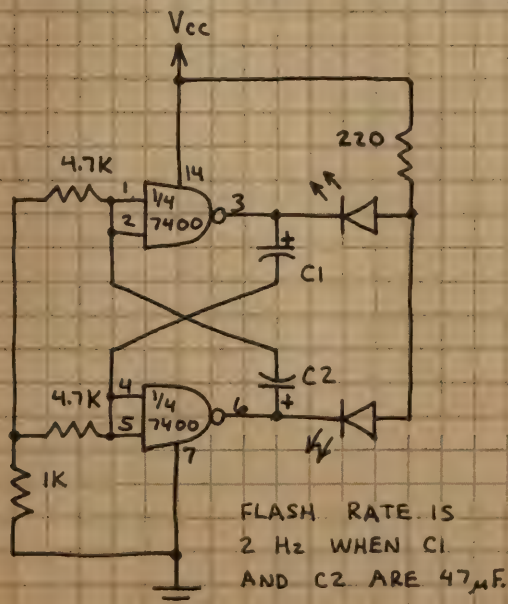 Vcc
220
4.7K
14
1
1/4
3
2
7400
+
C1
C2
+
4.7K
4
1/4
6
5
7400
7
1K
FLASH RATE IS
2 Hz WHEN C1
AND C2 ARE 47µF.